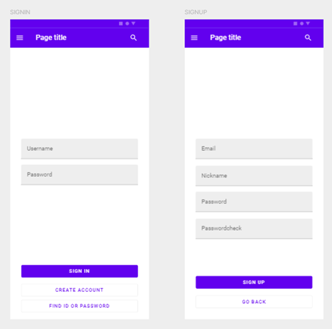 SIGNIN
Page title
Username
Password
SIGN IN
CREATE ACCOUNT
FIND ID OR PASSWORD
SIGNUP
Page title
Email
Nickname
Password
Passwordcheck
SIGN UP
GO BACK